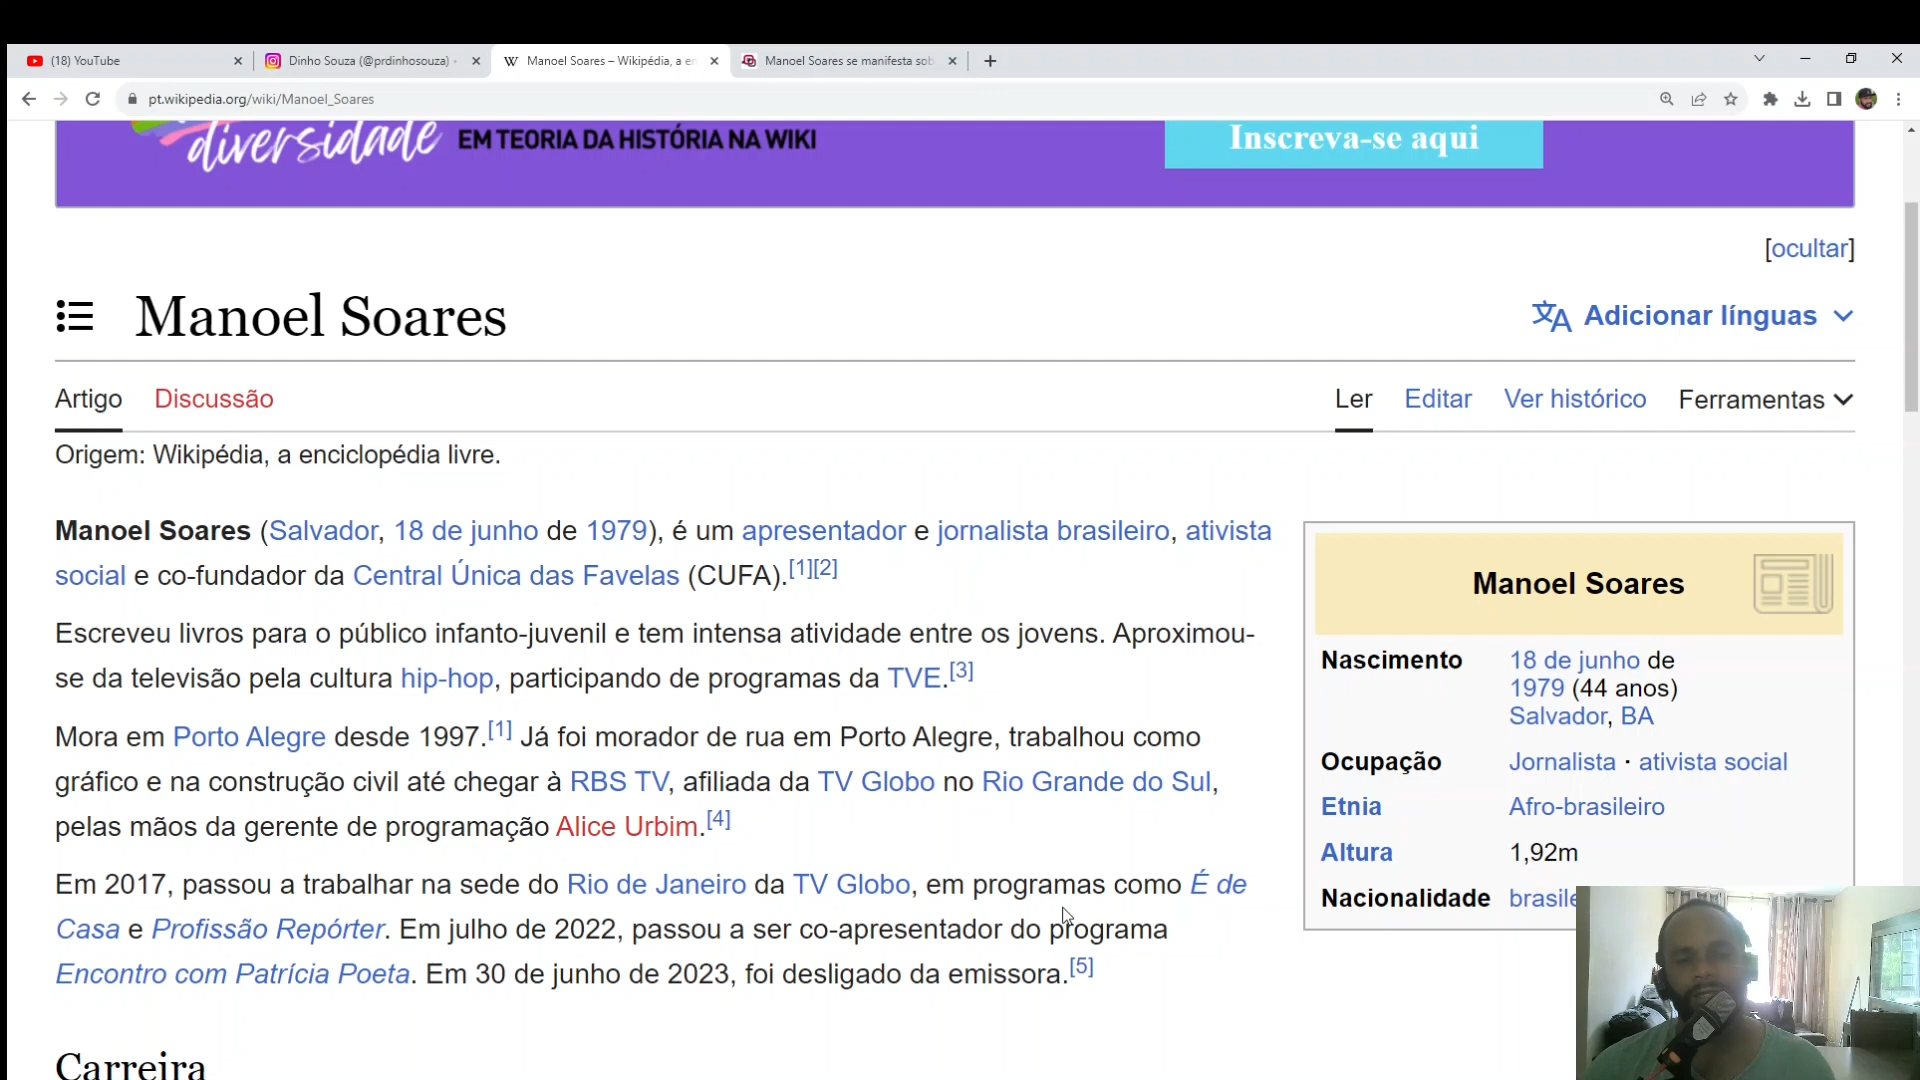 (18) YouTube
Dinho Souza (@prdinhosouza) •
Manoel Soares – Wikipédia, a en
Manoel Soares se manifesta sob
pt.wikipedia.org/wiki/Manoel_Soares
diversidade EM TEORIA DA HISTÓRIA NA WIKI
Inscreva-se aqui
[ocultar]
Manoel Soares
Adicionar línguas
Artigo Discussão
Ler Editar Ver histórico Ferramentas
Origem: Wikipédia, a enciclopédia livre.
Manoel Soares (Salvador, 18 de junho de 1979), é um apresentador e jornalista brasileiro, ativista
social e co-fundador da Central Única das Favelas (CUFA).[1][2]
Escreveu livros para o público infanto-juvenil e tem intensa atividade entre os jovens. Aproximou-
se da televisão pela cultura hip-hop, participando de programas da TVE.[3]
Mora em Porto Alegre desde 1997.[1] Já foi morador de rua em Porto Alegre, trabalhou como
gráfico e na construção civil até chegar à RBS TV, afiliada da TV Globo no Rio Grande do Sul,
pelas mãos da gerente de programação Alice Urbim.[4]
Em 2017, passou a trabalhar na sede do Rio de Janeiro da TV Globo, em programas como É de
Casa e Profissão Repórter. Em julho de 2022, passou a ser co-apresentador do programa
Encontro com Patrícia Poeta. Em 30 de junho de 2023, foi desligado da emissora.[5]
Carreira
Manoel Soares
Nascimento 18 de junho de
1979 (44 anos)
Salvador, BA
Ocupação Jornalista · ativista social
Etnia Afro-brasileiro
Altura 1,92m
Nacionalidade brasile